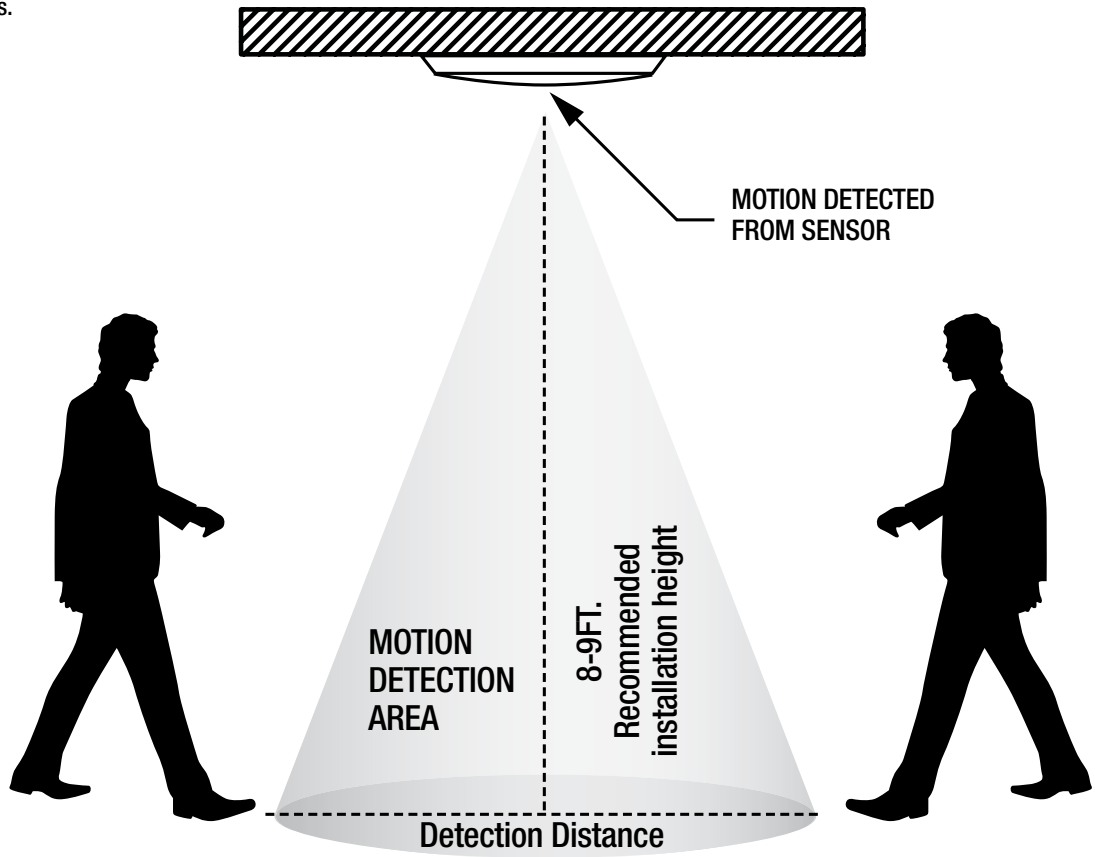 s.
MOTION DETECTED
FROM SENSOR
MOTION
DETECTION
AREA
8-9FT.
Recommended
installation height
Detection Distance